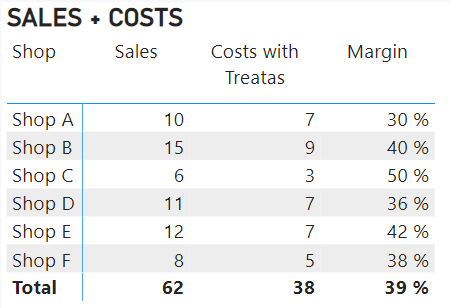 SALES + COSTS
Shop Sales Costs with Treatas Margin
Shop A 10 7 30 %
Shop B 15 9 40 %
Shop C 6 3 50 %
Shop D 11 7 36 %
Shop E 12 7 42 %
Shop F 8 5 38 %
Total 62 38 39 %